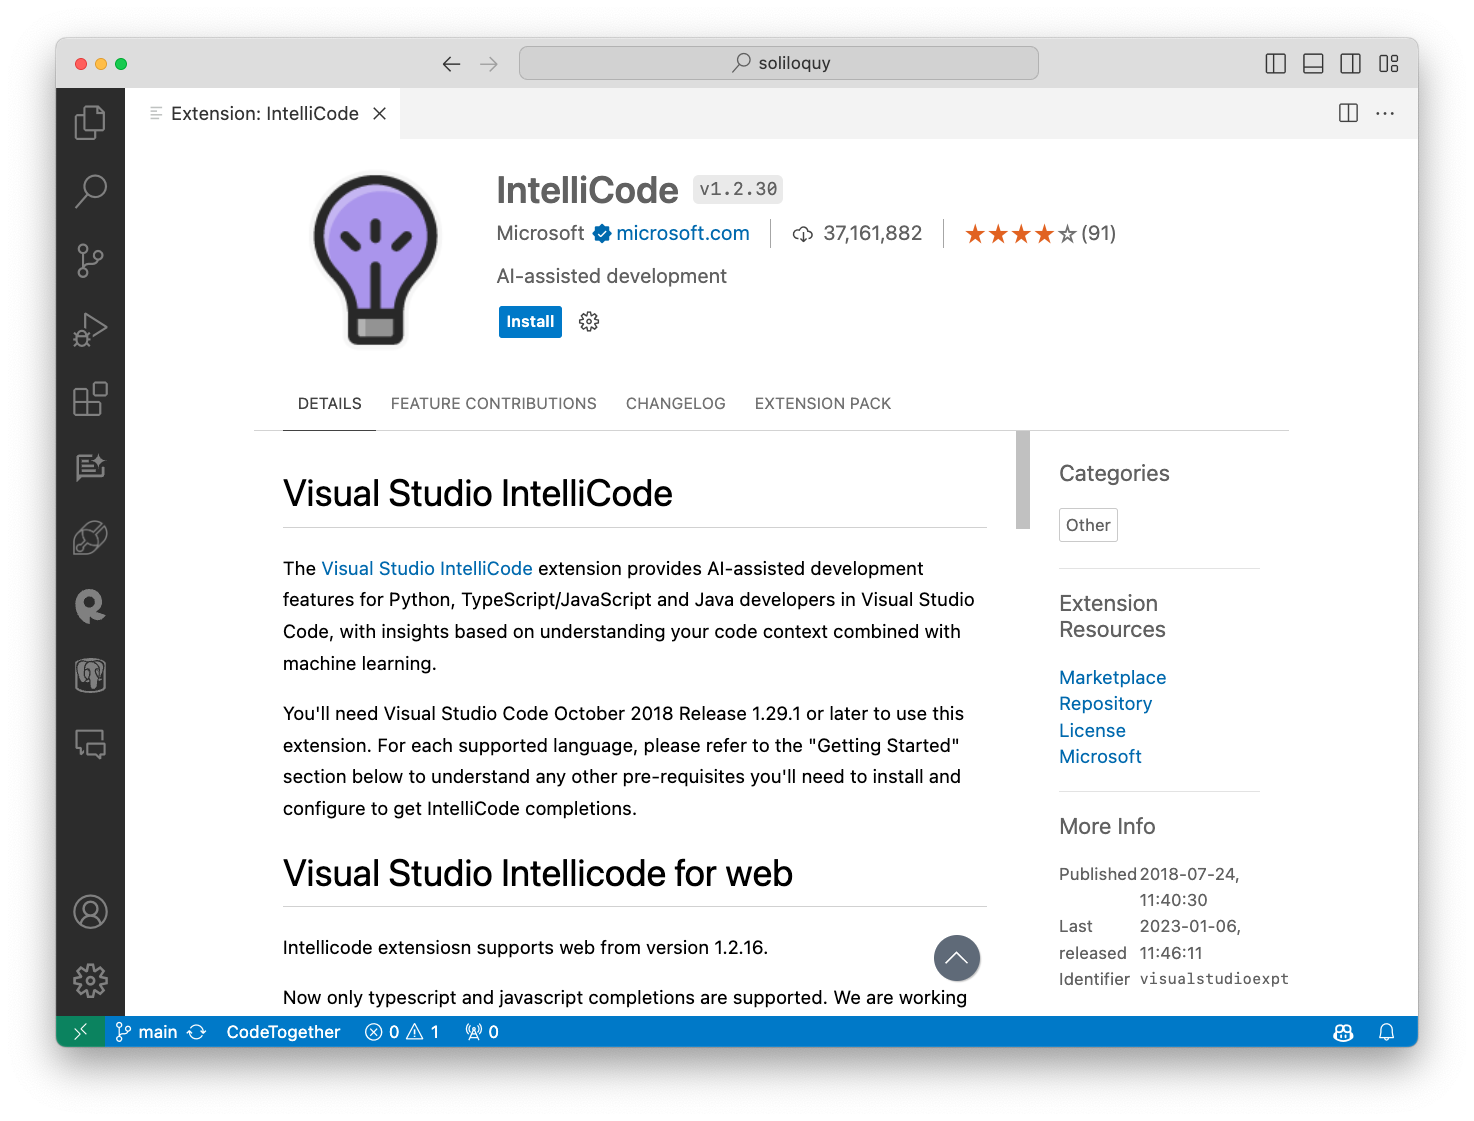 soliloquy
Extension: IntelliCode
IntelliCode v1.2.30
Microsoft microsoft.com 37,161,882 (91)
AI-assisted development
Install
DETAILS FEATURE CONTRIBUTIONS CHANGELOG EXTENSION PACK
Visual Studio IntelliCode
The Visual Studio IntelliCode extension provides AI-assisted development
features for Python, TypeScript/JavaScript and Java developers in Visual Studio
Code, with insights based on understanding your code context combined with
machine learning.
You'll need Visual Studio Code October 2018 Release 1.29.1 or later to use this
extension. For each supported language, please refer to the "Getting Started"
section below to understand any other pre-requisites you'll need to install and
configure to get IntelliCode completions.
Visual Studio Intellicode for web
Intellicode extensiosn supports web from version 1.2.16.
Now only typescript and javascript completions are supported. We are working
Categories
Other
Extension
Resources
Marketplace
Repository
License
Microsoft
More Info
Published 2018-07-24,
11:40:30
Last 2023-01-06,
released 11:46:11
Identifier visualstudioexpt
main CodeTogether 0 1 0